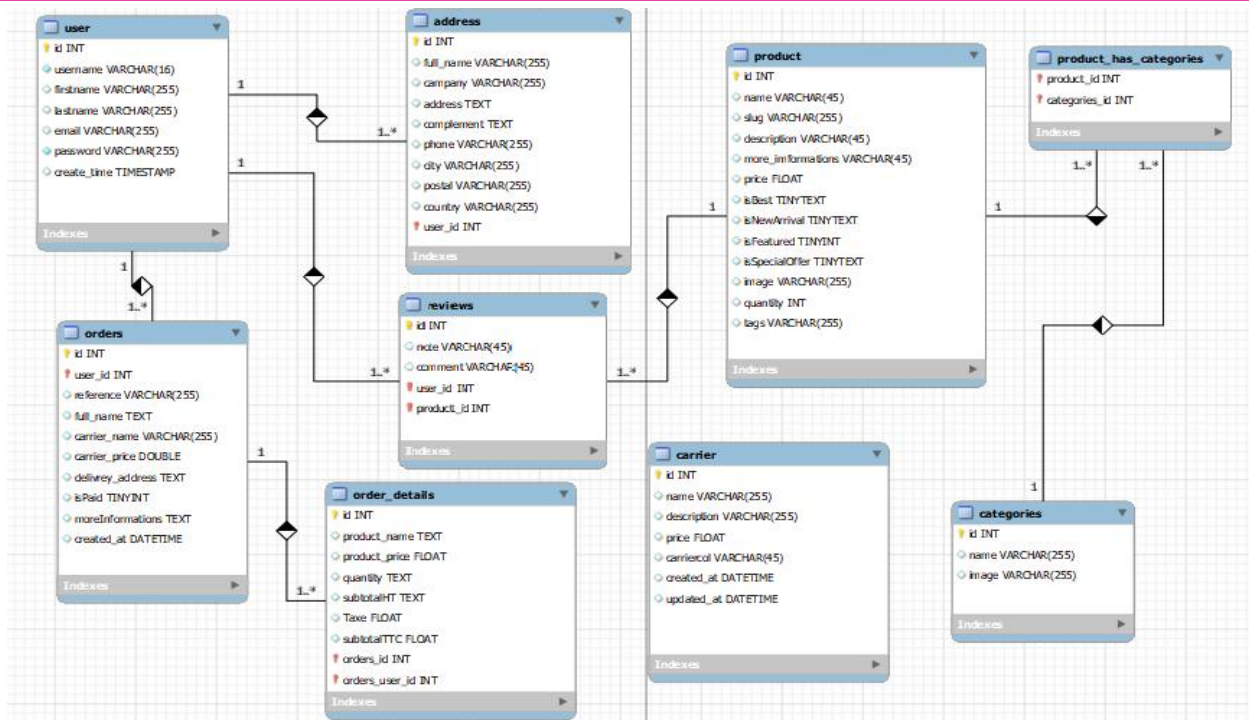 user
id INT
username VARCHAR(16)
firstname VARCHAR(255)
lastname VARCHAR(255)
email VARCHAR(255)
password VARCHAR(255)
create_time TIMESTAMP
Indexes
1
1..*
1
1..*
1
1..*
address
id INT
full_name VARCHAR(255)
campany VARCHAR(255)
address TEXT
complement TEXT
phone VARCHAR(255)
city VARCHAR(255)
postal VARCHAR(255)
country VARCHAR(255)
user_id INT
Indexes
product
id INT
name VARCHAR(45)
slug VARCHAR(255)
description VARCHAR(45)
more_imformations VARCHAR(45)
price FLOAT
isBest TINYTEXT
isNewArrival TINYTEXT
isFeatured TINYINT
isSpecialOffer TINYTEXT
image VARCHAR(255)
quantity INT
tags VARCHAR(255)
Indexes
1
1..*
1
1..*
1..*
1
product_has_categories
product_id INT
categories_id INT
Indexes
orders
id INT
user_id INT
reference VARCHAR(255)
full_name TEXT
carrier_name VARCHAR(255)
carrier_price DOUBLE
delivrey_address TEXT
isPaid TINYINT
moreInformations TEXT
created_at DATETIME
Indexes
1
1..*
reviews
id INT
note VARCHAR(45)
comment VARCHAR(45)
user_id INT
product_id INT
Indexes
order_details
id INT
product_name TEXT
product_price FLOAT
quantity TEXT
subtotalHT TEXT
Taxe FLOAT
subtotalTTC FLOAT
orders_id INT
orders_user_id INT
Indexes
carrier
id INT
name VARCHAR(255)
description VARCHAR(255)
price FLOAT
carriercol VARCHAR(45)
created_at DATETIME
updated_at DATETIME
Indexes
categories
id INT
name VARCHAR(255)
image VARCHAR(255)
Indexes